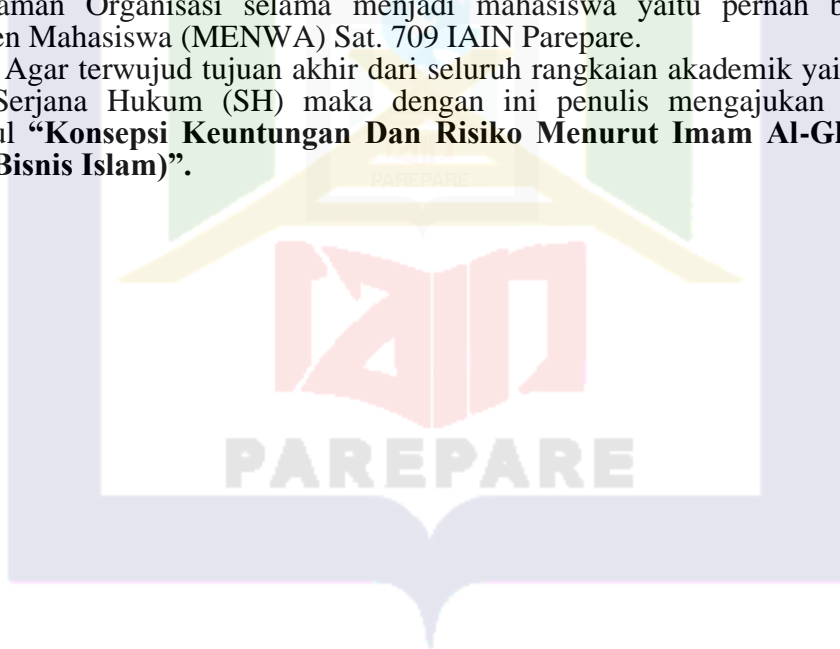 aman Organisasi selama menjadi mahasiswa yaitu pernah b
en Mahasiswa (MENWA) Sat. 709 IAIN Parepare.
Agar terwujud tujuan akhir dari seluruh rangkaian akademik yai
Serjana Hukum (SH) maka dengan ini penulis mengajukan
ul “Konsepsi Keuntungan Dan Risiko Menurut Imam Al-Gh
Bisnis Islam)”.
PAREPARE
iain
PAREPARE